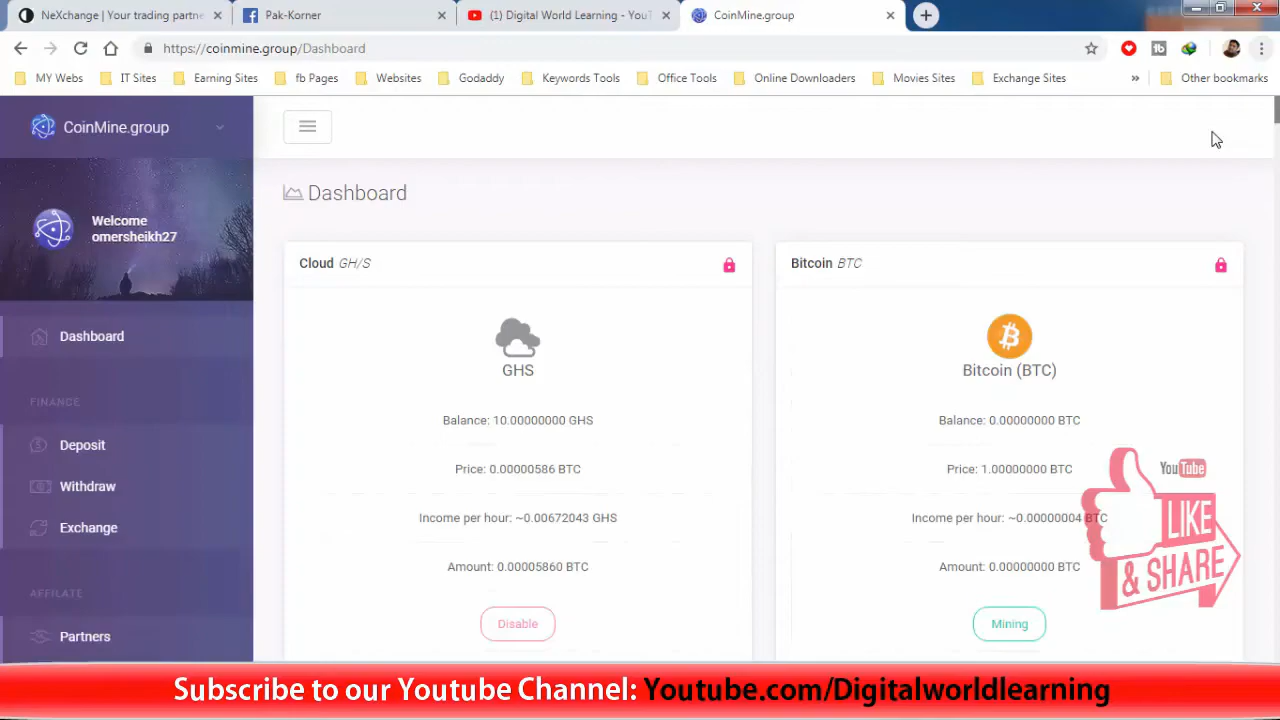 NeXchange | Your trading partne
Pak-Korner
(1) Digital World Learning - YouT
CoinMine.group
https://coinmine.group/Dashboard
MY Webs
IT Sites
Earning Sites
fb Pages
Websites
Godaddy
Keywords Tools
Office Tools
Online Downloaders
Movies Sites
Exchange Sites
»
Other bookmarks
CoinMine.group
Welcome
omersheikh27
Dashboard
FINANCE
Deposit
Withdraw
Exchange
AFFILIATE
Partners
Dashboard
Cloud GH/S
GHS
Balance: 10.00000000 GHS
Price: 0.00000586 BTC
Income per hour: ~0.00672043 GHS
Amount: 0.00005860 BTC
Disable
Bitcoin BTC
Bitcoin (BTC)
Balance: 0.00000000 BTC
Price: 1.00000000 BTC
Income per hour: ~0.00000004 BTC
Amount: 0.00000000 BTC
Mining
YouTube
LIKE
& SHARE
Subscribe to our Youtube Channel: Youtube.com/Digitalworldlearning